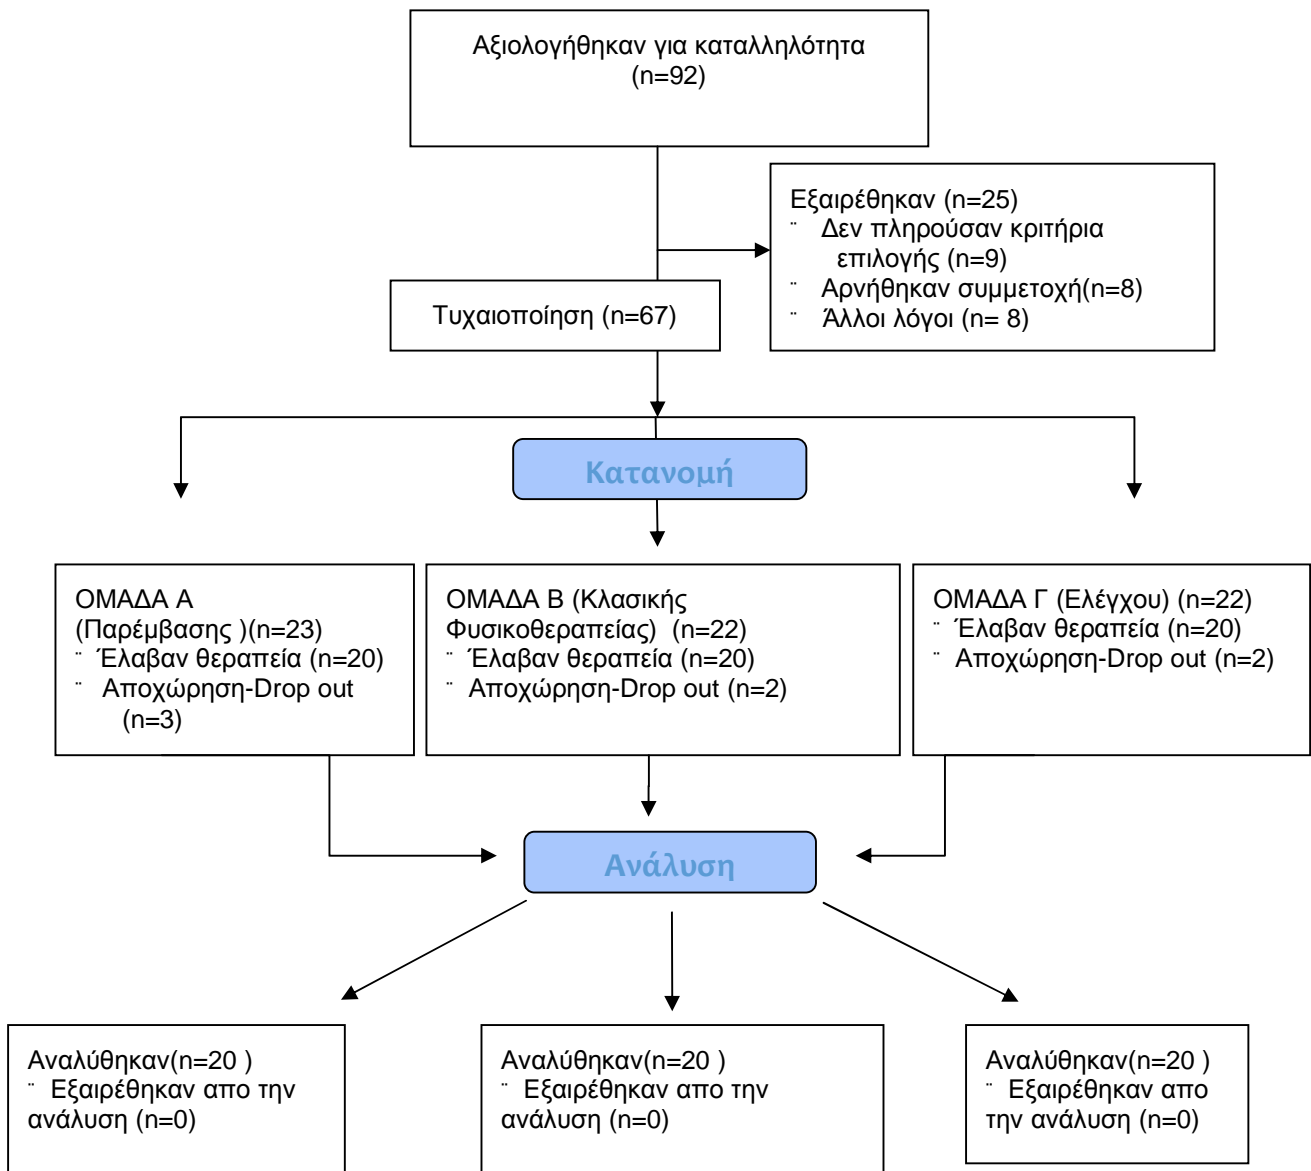 Αξιολογήθηκαν για καταλληλότητα
(n=92)
Εξαιρέθηκαν (n=25)
¨ Δεν πληρούσαν κριτήρια
επιλογής (n=9)
¨ Αρνήθηκαν συμμετοχή(n=8)
¨ Άλλοι λόγοι (n= 8)
Τυχαιοποίηση (n=67)
Κατανομή
ΟΜΑΔΑ Α
(Παρέμβασης )(n=23)
¨ Έλαβαν θεραπεία (n=20)
¨ Αποχώρηση-Drop out
(n=3)
ΟΜΑΔΑ Β (Κλασικής
Φυσικοθεραπείας) (n=22)
¨ Έλαβαν θεραπεία (n=20)
¨ Αποχώρηση-Drop out (n=2)
ΟΜΑΔΑ Γ (Ελέγχου) (n=22)
¨ Έλαβαν θεραπεία (n=20)
¨ Αποχώρηση-Drop out (n=2)
Ανάλυση
Αναλύθηκαν(n=20 )
¨ Εξαιρέθηκαν απο την
ανάλυση (n=0)
Αναλύθηκαν(n=20 )
¨ Εξαιρέθηκαν απο την
ανάλυση (n=0)
Αναλύθηκαν(n=20 )
¨ Εξαιρέθηκαν απο
την ανάλυση (n=0)